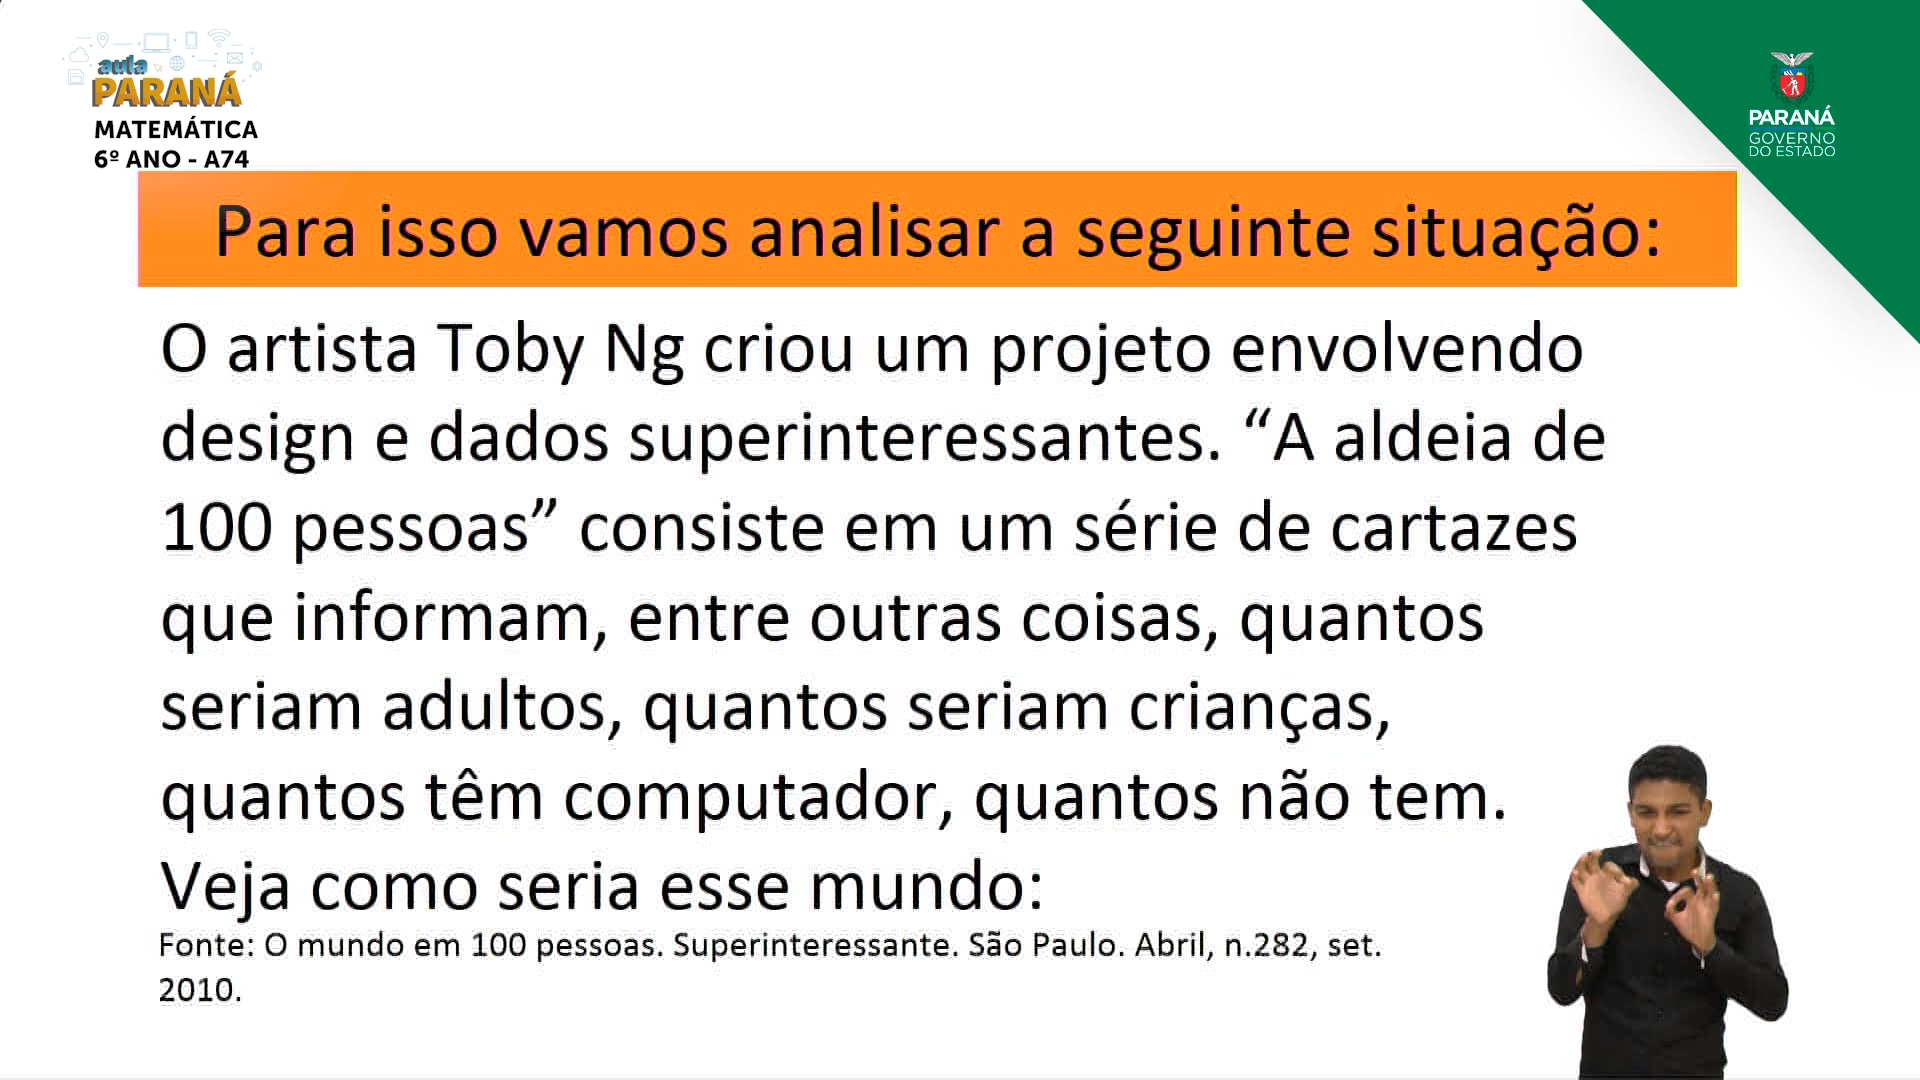 aula
PARANÁ
MATEMÁTICA
6º ANO - A74
PARANÁ
GOVERNO
DO ESTADO
Para isso vamos analisar a seguinte situação:
O artista Toby Ng criou um projeto envolvendo
design e dados superinteressantes. “A aldeia de
100 pessoas” consiste em um série de cartazes
que informam, entre outras coisas, quantos
seriam adultos, quantos seriam crianças,
quantos têm computador, quantos não tem.
Veja como seria esse mundo:
Fonte: O mundo em 100 pessoas. Superinteressante. São Paulo. Abril, n.282, set.
2010.